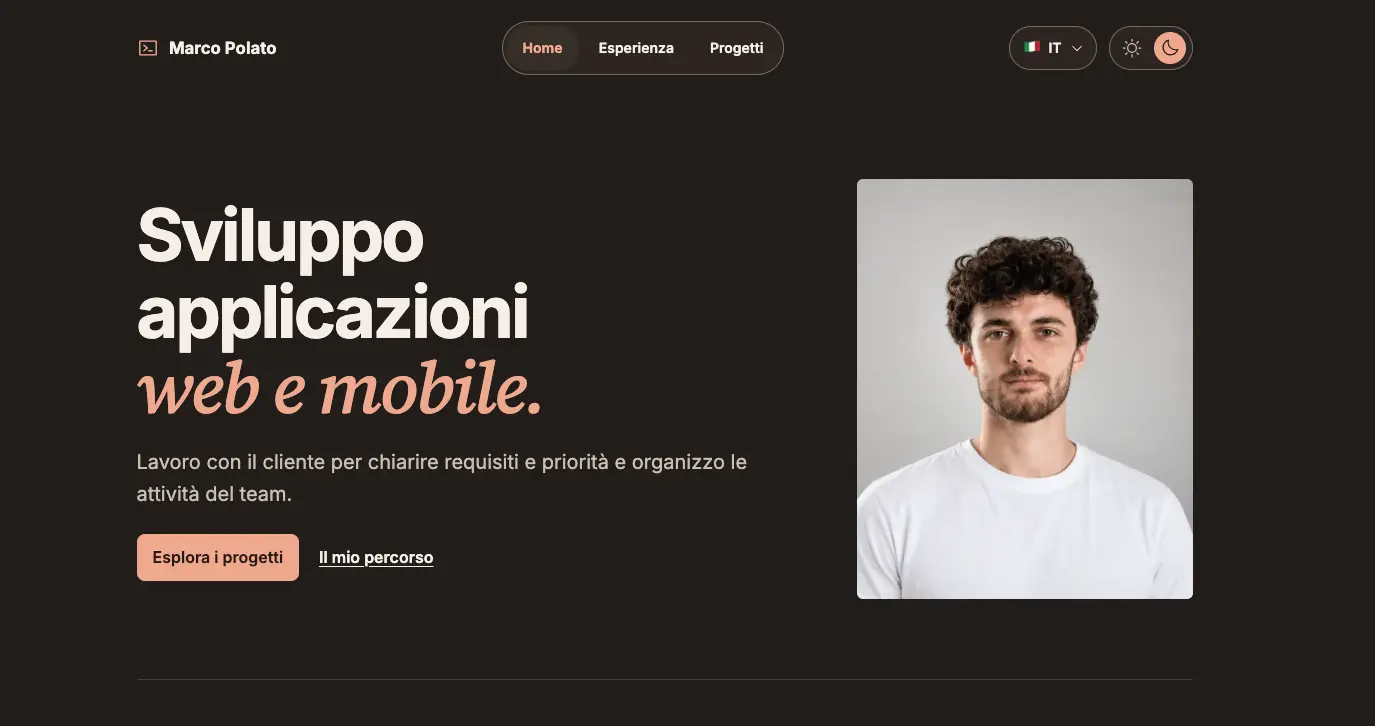 Marco Polato
Home
Esperienza
Progetti
IT
Sviluppo
applicazioni
web e mobile.
Lavoro con il cliente per chiarire requisiti e priorità e organizzo le
attività del team.
Esplora i progetti
Il mio percorso